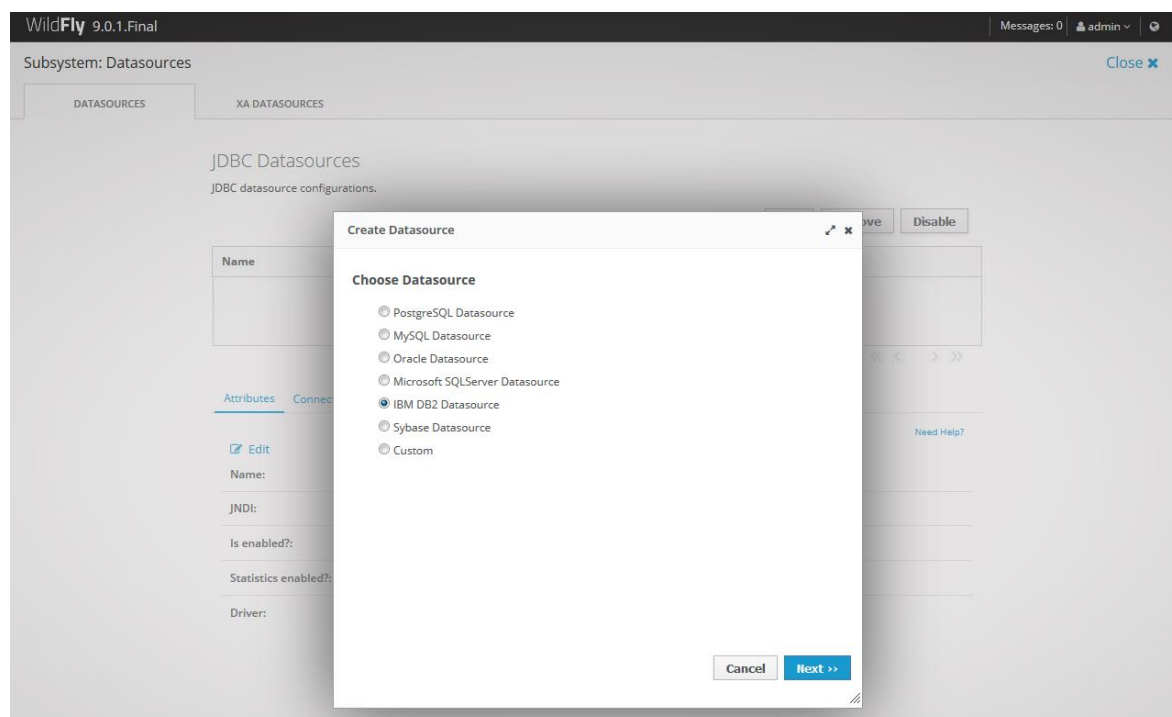 WildFly 9.0.1.Final
Messages: 0 admin
Subsystem: Datasources
Close
DATASOURCES XA DATASOURCES
JDBC Datasources
JDBC datasource configurations.
Disable
Create Datasource
Name
Choose Datasource
PostgreSQL Datasource
MySQL Datasource
Oracle Datasource
Microsoft SQLServer Datasource
IBM DB2 Datasource
Sybase Datasource
Custom
Attributes
Need Help?
Edit
Name:
JNDI:
Is enabled?:
Statistics enabled?:
Driver:
Cancel Next >>